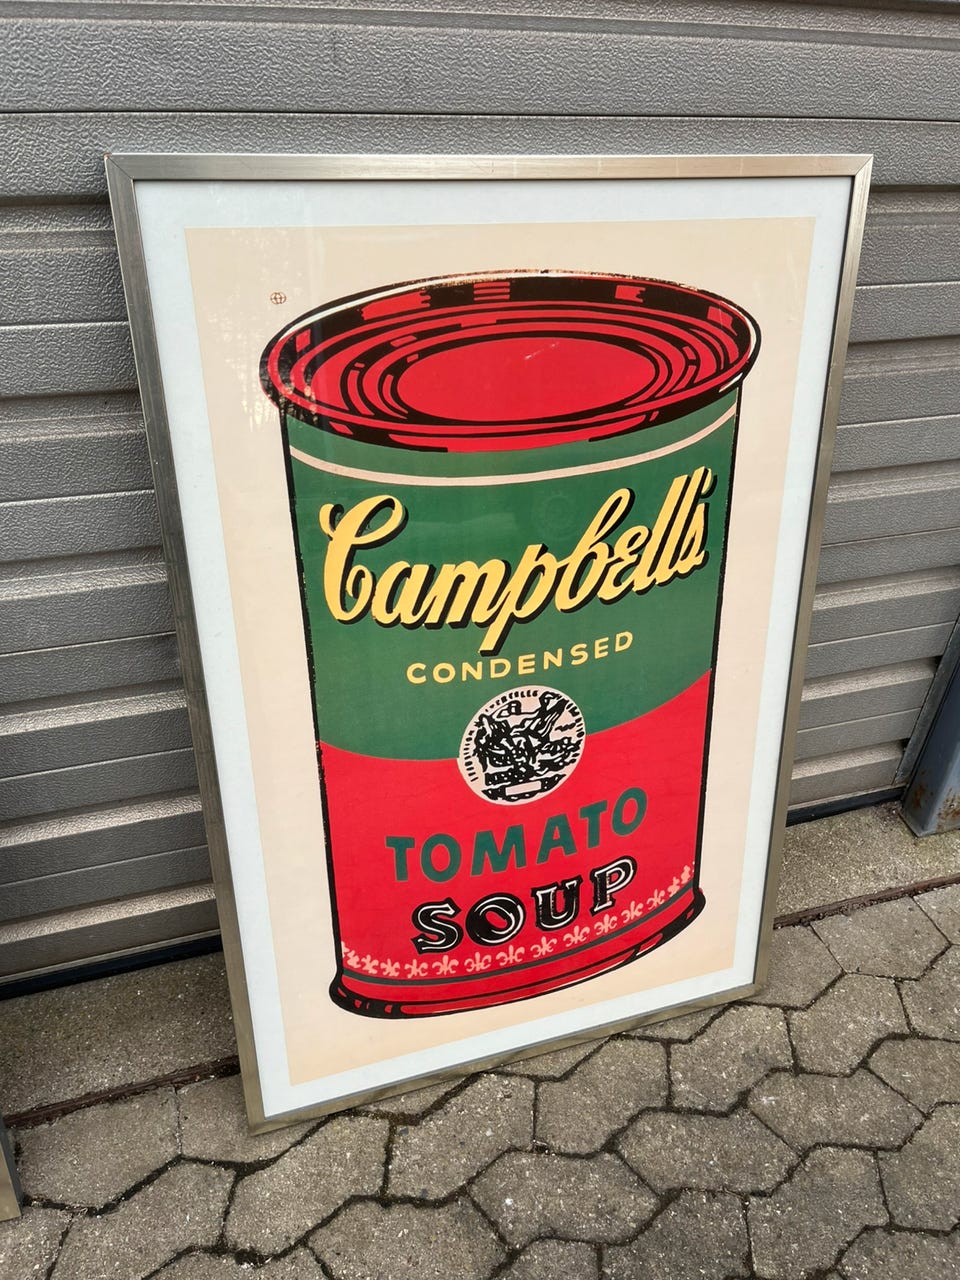 Campbell's
CONDENSED
TOMATO
SOUP